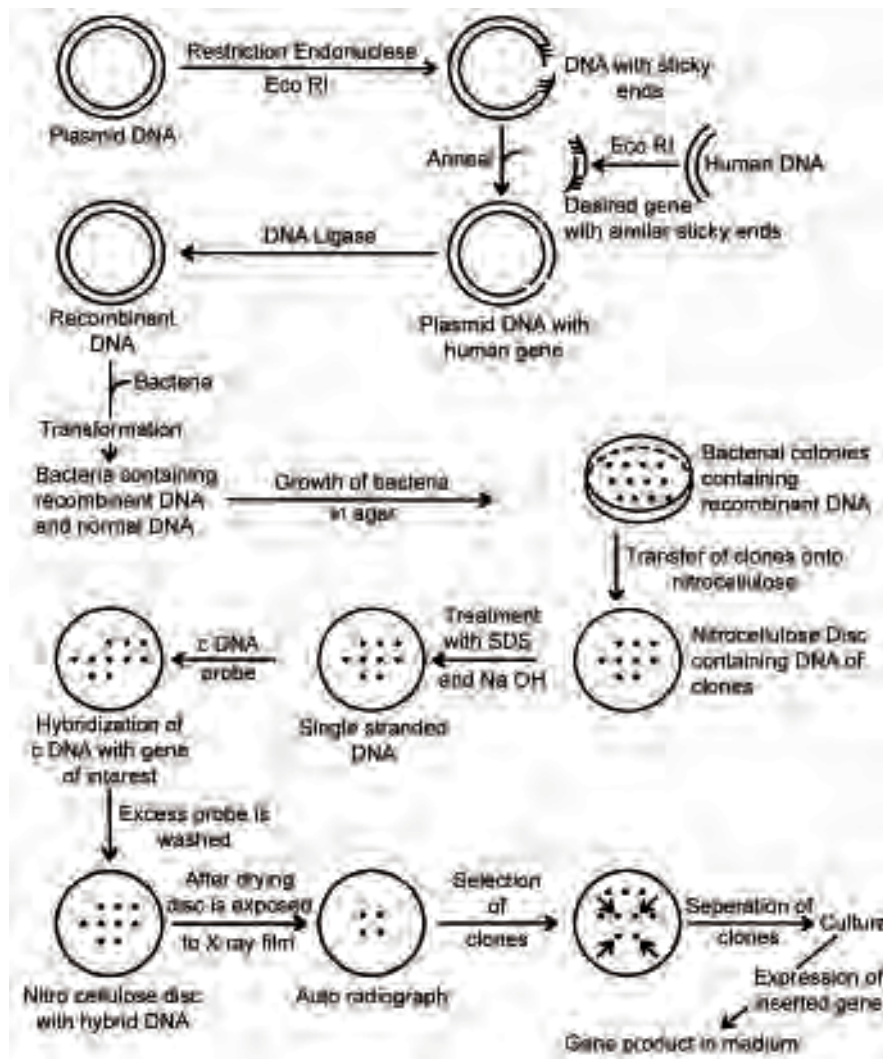 Restriction Endonuclease
Eco RI
Plasmid DNA
DNA with sticky
ends
Anneal
Eco RI
Human DNA
Desired gene
with similar sticky ends
DNA Ligase
Recombinant
DNA
Plasmid DNA with
human gene
Bacteria
Transformation
Bacteria containing
recombinant DNA
and normal DNA
Growth of bacteria
in agar
Bacterial colonies
containing
recombinant DNA
Transfer of clones onto
nitrocellulose
Nitrocellulose Disc
containing DNA of
clones
Treatment
with SDS
and Na OH
Single stranded
DNA
c DNA
probe
Hybridization of
c DNA with gene
of interest
Excess probe is
washed
Nitro cellulose disc
with hybrid DNA
After drying
disc is exposed
to X-ray film
Auto radiograph
Selection
of
clones
Seperation of
clones
Culture
Expression of
inserted gene
Gene product in medium